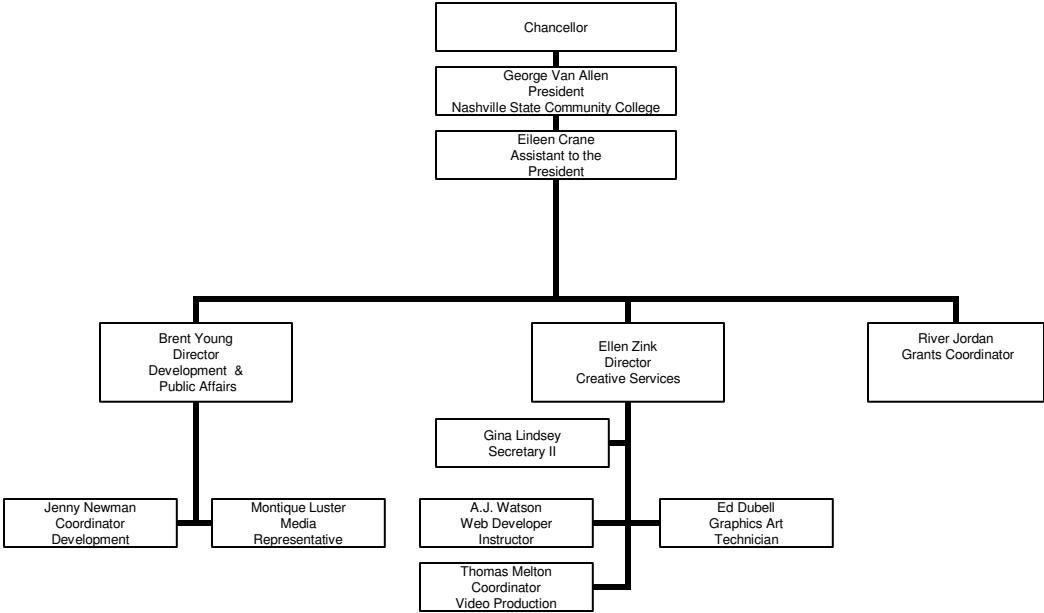 Chancellor
George Van Allen
President
Nashville State Community College
Eileen Crane
Assistant to the
President
Brent Young
Director
Development &
Public Affairs
Ellen Zink
Director
Creative Services
River Jordan
Grants Coordinator
Gina Lindsey
Secretary II
Jenny Newman
Coordinator
Development
Montique Luster
Media
Representative
A.J. Watson
Web Developer
Instructor
Ed Dubell
Graphics Art
Technician
Thomas Melton
Coordinator
Video Production